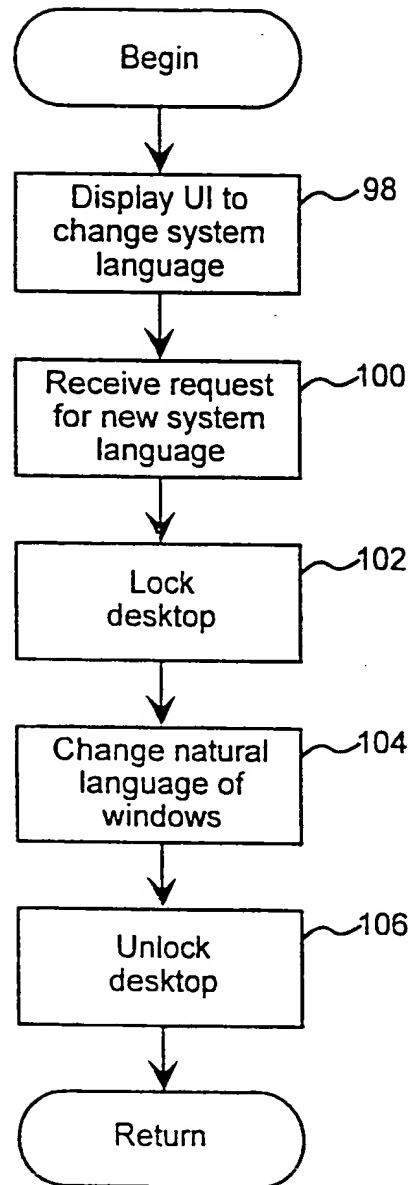 Begin
Display UI to
change system
language
98
Receive request
for new system
language
100
Lock
desktop
102
Change natural
language of
windows
104
Unlock
desktop
106
Return